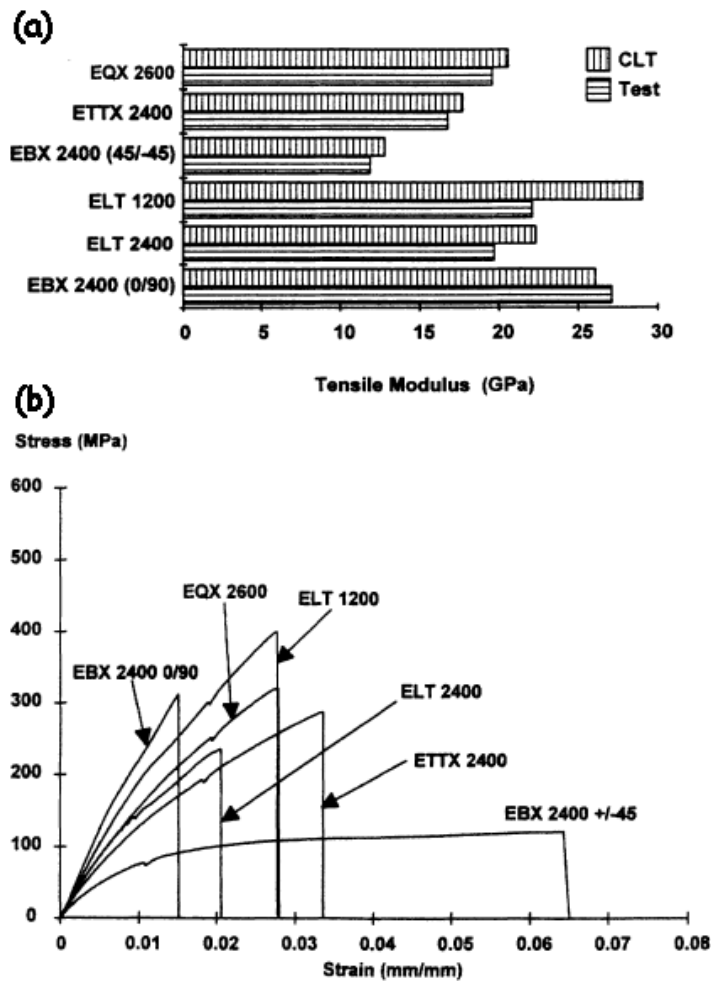 (a)
CLT
Test
EQX 2600
ETTX 2400
EBX 2400 (45/-45)
ELT 1200
ELT 2400
EBX 2400 (0/90)
0 5 10 15 20 25 30
Tensile Modulus (GPa)
(b)
Stress (MPa)
600
500
400
300
200
100
0
EQX 2600
ELT 1200
EBX 2400 0/90
ELT 2400
ETTX 2400
EBX 2400 +/-45
0 0.01 0.02 0.03 0.04 0.05 0.06 0.07 0.08
Strain (mm/mm)